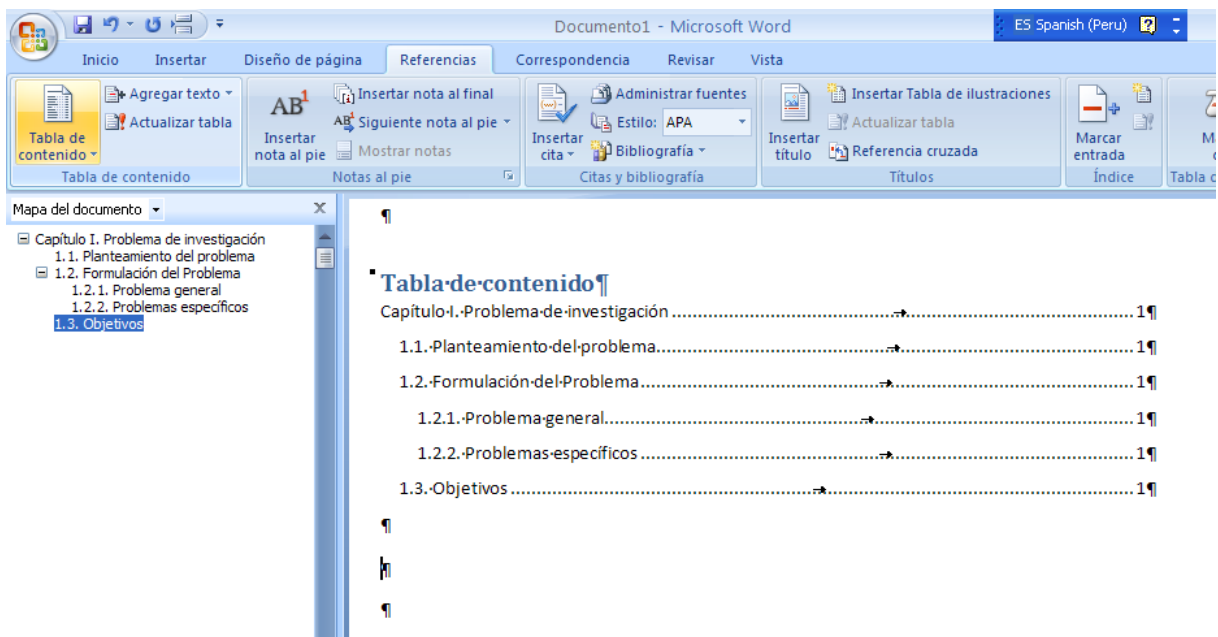 Documento1 - Microsoft Word
ES Spanish (Peru)
Inicio Insertar Diseño de página Referencias Correspondencia Revisar Vista
Tabla de contenido
Agregar texto
Actualizar tabla
Tabla de contenido
AB1
Insertar nota al pie
Insertar nota al final
AB1 Siguiente nota al pie
Mostrar notas
Notas al pie
Insertar cita
Administrar fuentes
Estilo: APA
Bibliografía
Citas y bibliografía
Insertar título
Insertar Tabla de ilustraciones
Actualizar tabla
Referencia cruzada
Títulos
Marcar entrada
Índice
Tabla
Mapa del documento
Capítulo I. Problema de investigación
1.1. Planteamiento del problema
1.2. Formulación del Problema
1.2.1. Problema general
1.2.2. Problemas específicos
1.3. Objetivos
¶
Tabla·de·contenido¶
Capítulo·I.·Problema·de·investigación ...→... 1¶
1.1.·Planteamiento·del·problema ...→... 1¶
1.2.·Formulación·del·Problema ...→... 1¶
1.2.1.·Problema·general ...→... 1¶
1.2.2.·Problemas·específicos ...→... 1¶
1.3.·Objetivos ...→... 1¶
¶
¶
¶